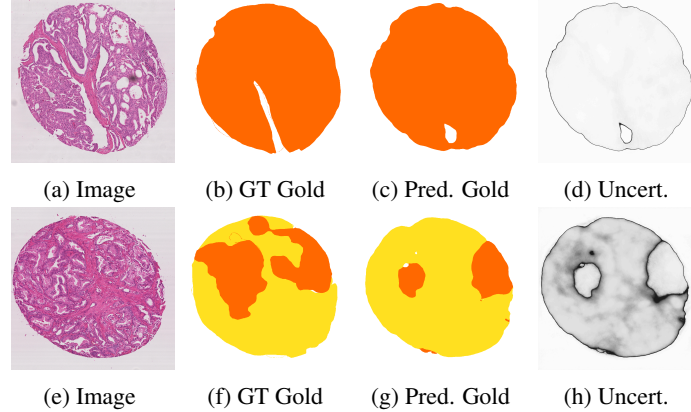 (a) Image (b) GT Gold (c) Pred. Gold (d) Uncert.
(e) Image (f) GT Gold (g) Pred. Gold (h) Uncert.